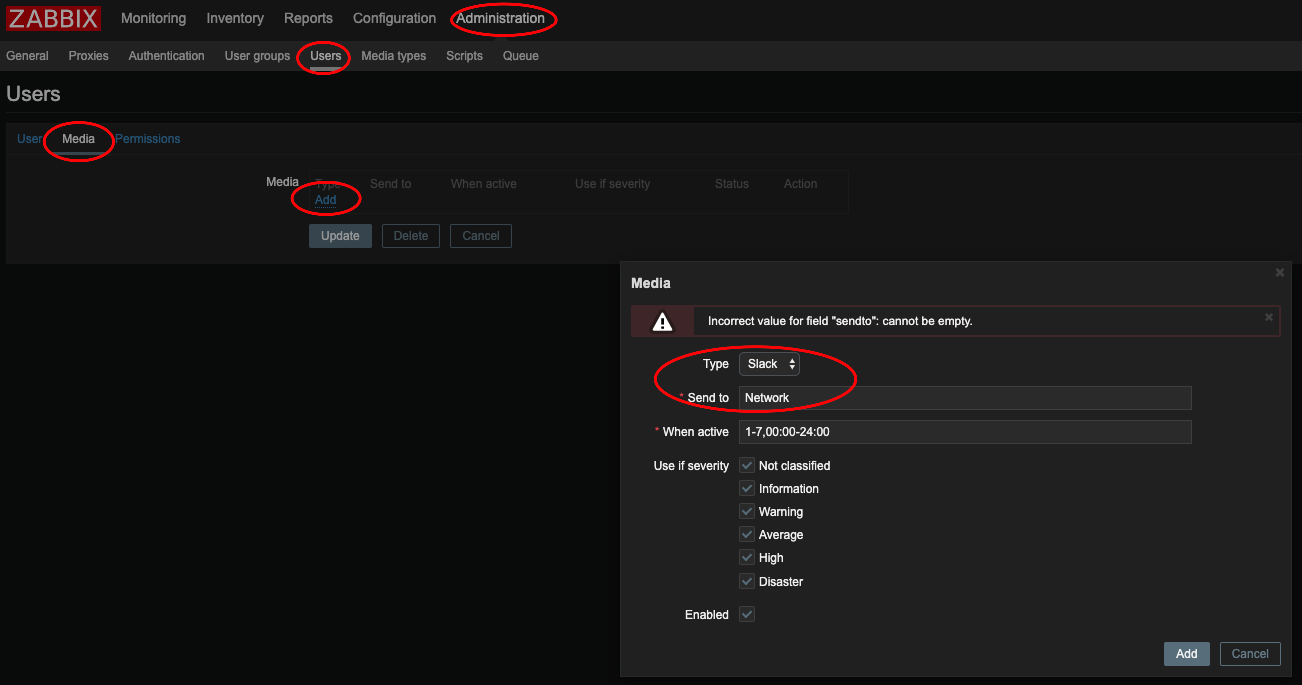 ZABBIX Monitoring Inventory Reports Configuration Administration
General Proxies Authentication User groups Users Media types Scripts Queue
Users
User Media Permissions
Media Type Send to When active Use if severity Status Action
Add
Update Delete Cancel
Media
Incorrect value for field "sendto": cannot be empty.
Type Slack
* Send to Network
* When active 1-7,00:00-24:00
Use if severity Not classified
Information
Warning
Average
High
Disaster
Enabled
Add Cancel